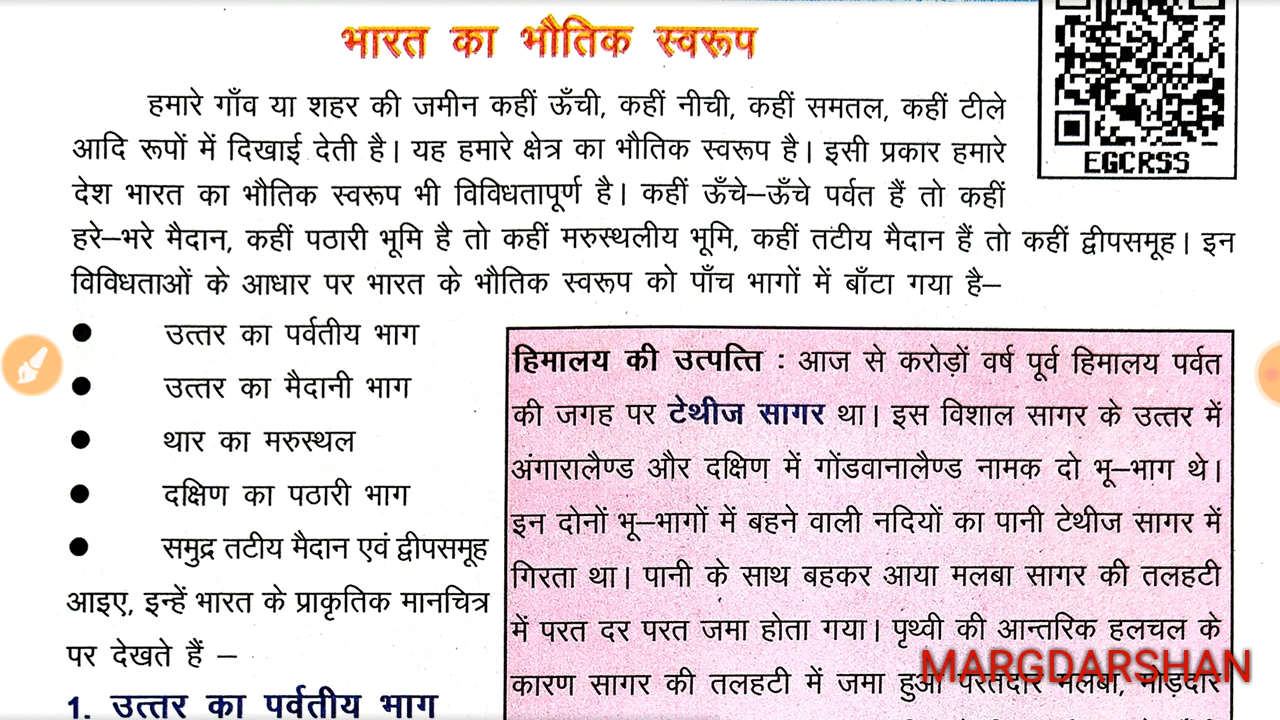 भारत का भौतिक स्वरूप
हमारे गाँव या शहर की जमीन कहीं ऊँची, कहीं नीची, कहीं समतल, कहीं टीले
आदि रूपों में दिखाई देती है। यह हमारे क्षेत्र का भौतिक स्वरूप है। इसी प्रकार हमारे
देश भारत का भौतिक स्वरूप भी विविधतापूर्ण है। कहीं ऊँचे–ऊँचे पर्वत हैं तो कहीं
हरे–भरे मैदान, कहीं पठारी भूमि है तो कहीं मरुस्थलीय भूमि, कहीं तटीय मैदान हैं तो कहीं द्वीपसमूह। इन
विविधताओं के आधार पर भारत के भौतिक स्वरूप को पाँच भागों में बाँटा गया है–
EGCRSS
● उत्तर का पर्वतीय भाग
● उत्तर का मैदानी भाग
● थार का मरुस्थल
● दक्षिण का पठारी भाग
● समुद्र तटीय मैदान एवं द्वीपसमूह
आइए, इन्हें भारत के प्राकृतिक मानचित्र
पर देखते हैं –
1. उत्तर का पर्वतीय भाग
हिमालय की उत्पत्ति : आज से करोड़ों वर्ष पूर्व हिमालय पर्वत
की जगह पर टेथीज सागर था। इस विशाल सागर के उत्तर में
अंगारालैण्ड और दक्षिण में गोंडवानालैण्ड नामक दो भू–भाग थे।
इन दोनों भू–भागों में बहने वाली नदियों का पानी टेथीज सागर में
गिरता था। पानी के साथ बहकर आया मलबा सागर की तलहटी
में परत दर परत जमा होता गया। पृथ्वी की आन्तरिक हलचल के
कारण सागर की तलहटी में जमा हुआ परतदार मलबा, मोड़दार
MARGDARSHAN